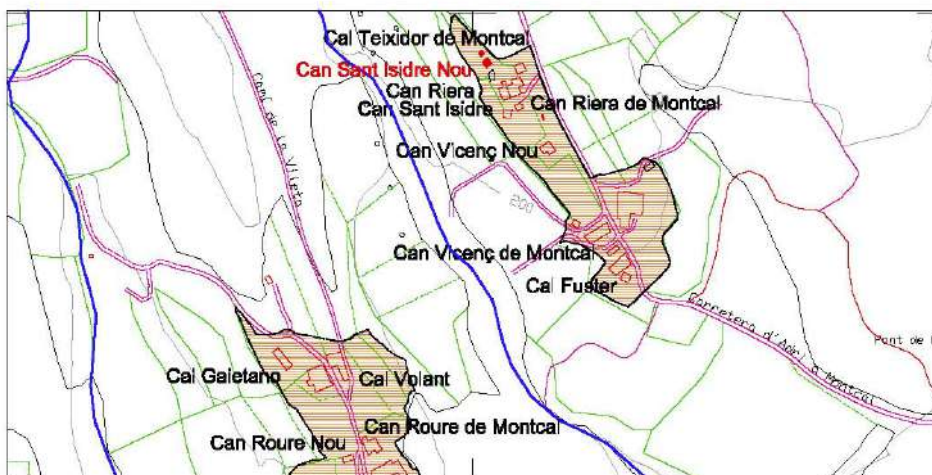 Cal Teixidor de Montcal
Can Sant Isidre Nou
Can Riera
Can Sant Isidre
Can Riera de Montcal
Camí de La Vileta
Can Vicenç Nou
200
Can Vicenç de Montcal
Cal Fuster
Carretera d'Adri a Montcal
Pont de
Cal Gaietano
Cal Volant
Can Roure de Montcal
Can Roure Nou